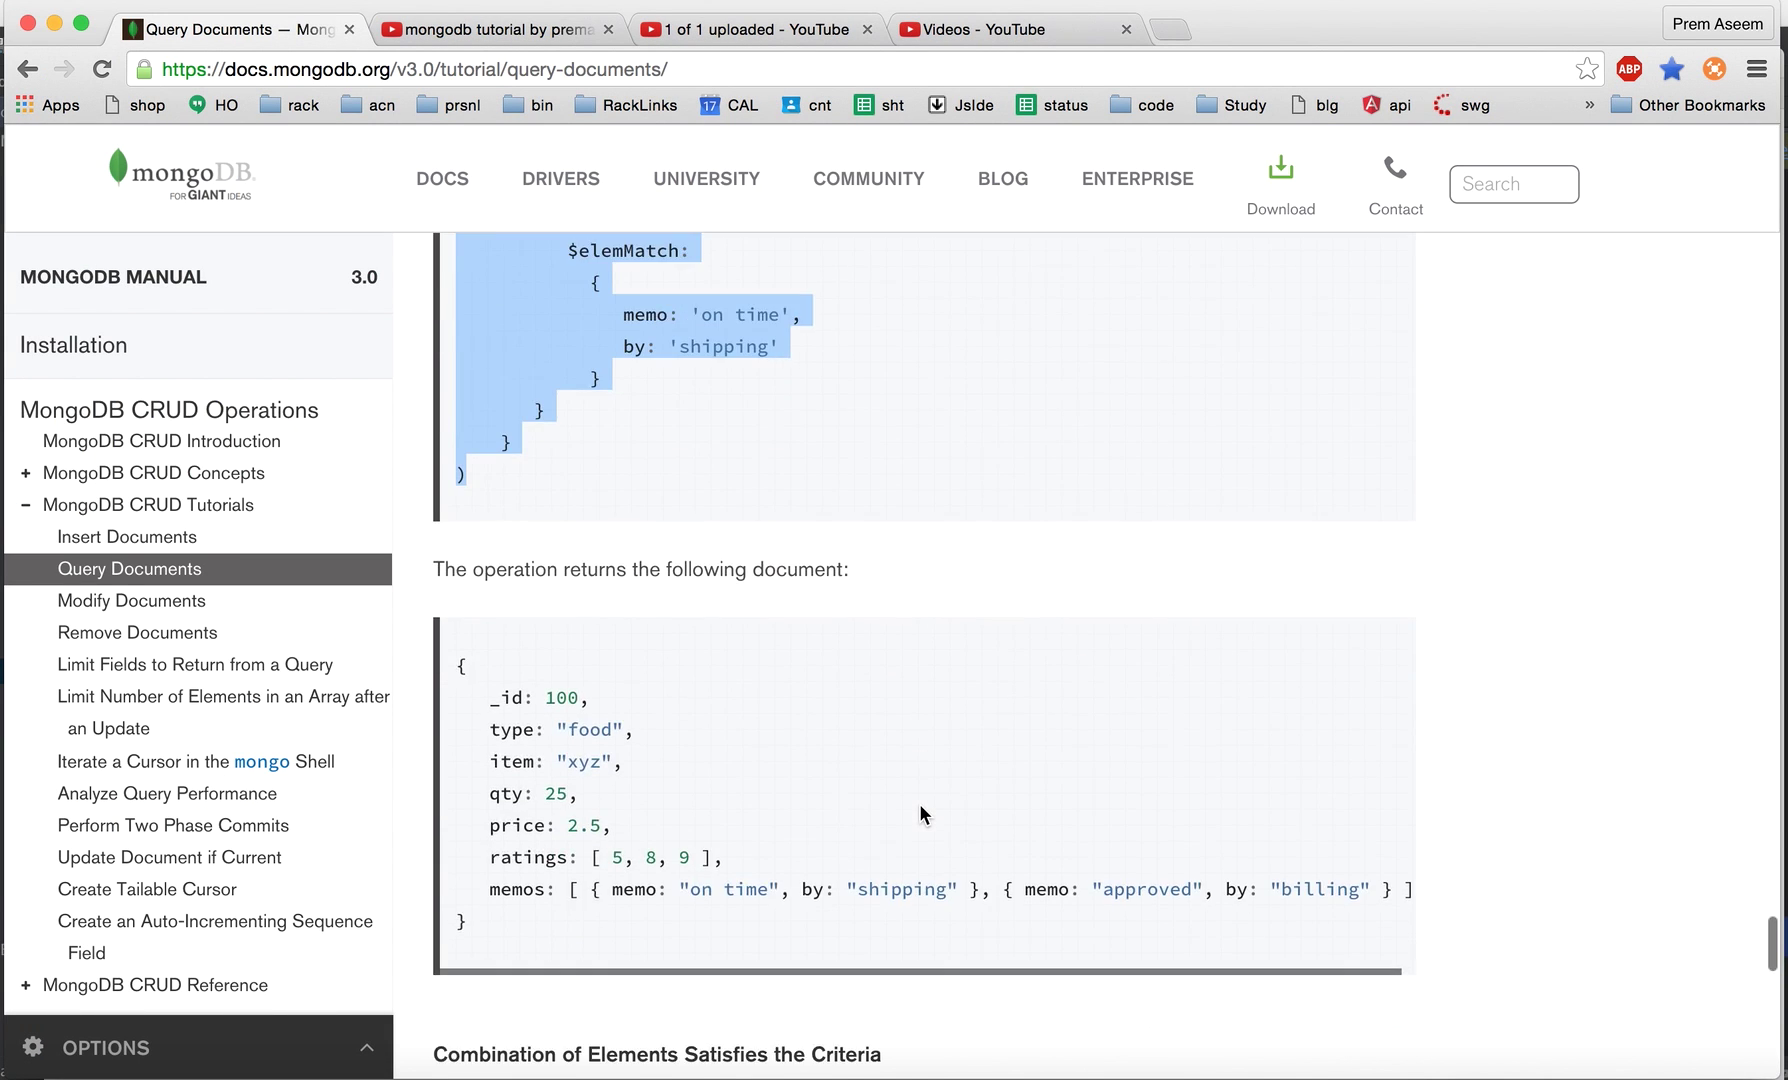 Query Documents — Mong
mongodb tutorial by prema
1 of 1 uploaded - YouTube
Videos - YouTube
Prem Aseem
https://docs.mongodb.org/v3.0/tutorial/query-documents/
ABP
Apps
shop
HO
rack
acn
prsnl
bin
RackLinks
17 CAL
cnt
sht
JsIde
status
code
Study
blg
api
swg
»
Other Bookmarks
mongoDB.
FOR GIANT IDEAS
DOCS
DRIVERS
UNIVERSITY
COMMUNITY
BLOG
ENTERPRISE
Download
Contact
Search
MONGODB MANUAL 3.0
Installation
MongoDB CRUD Operations
MongoDB CRUD Introduction
+ MongoDB CRUD Concepts
– MongoDB CRUD Tutorials
Insert Documents
Query Documents
Modify Documents
Remove Documents
Limit Fields to Return from a Query
Limit Number of Elements in an Array after
an Update
Iterate a Cursor in the mongo Shell
Analyze Query Performance
Perform Two Phase Commits
Update Document if Current
Create Tailable Cursor
Create an Auto-Incrementing Sequence
Field
+ MongoDB CRUD Reference
OPTIONS
$elemMatch:
{
memo: 'on time',
by: 'shipping'
}
}
}
)
The operation returns the following document:
{
_id: 100,
type: "food",
item: "xyz",
qty: 25,
price: 2.5,
ratings: [ 5, 8, 9 ],
memos: [ { memo: "on time", by: "shipping" }, { memo: "approved", by: "billing" } ]
}
Combination of Elements Satisfies the Criteria